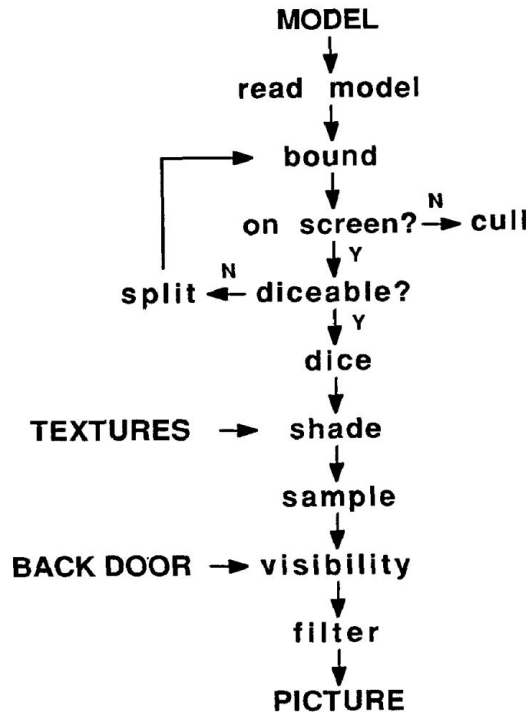 MODEL
read model
bound
N
on screen? cull
Y
N
split diceable?
Y
dice
TEXTURES shade
sample
BACK DOOR visibility
filter
PICTURE